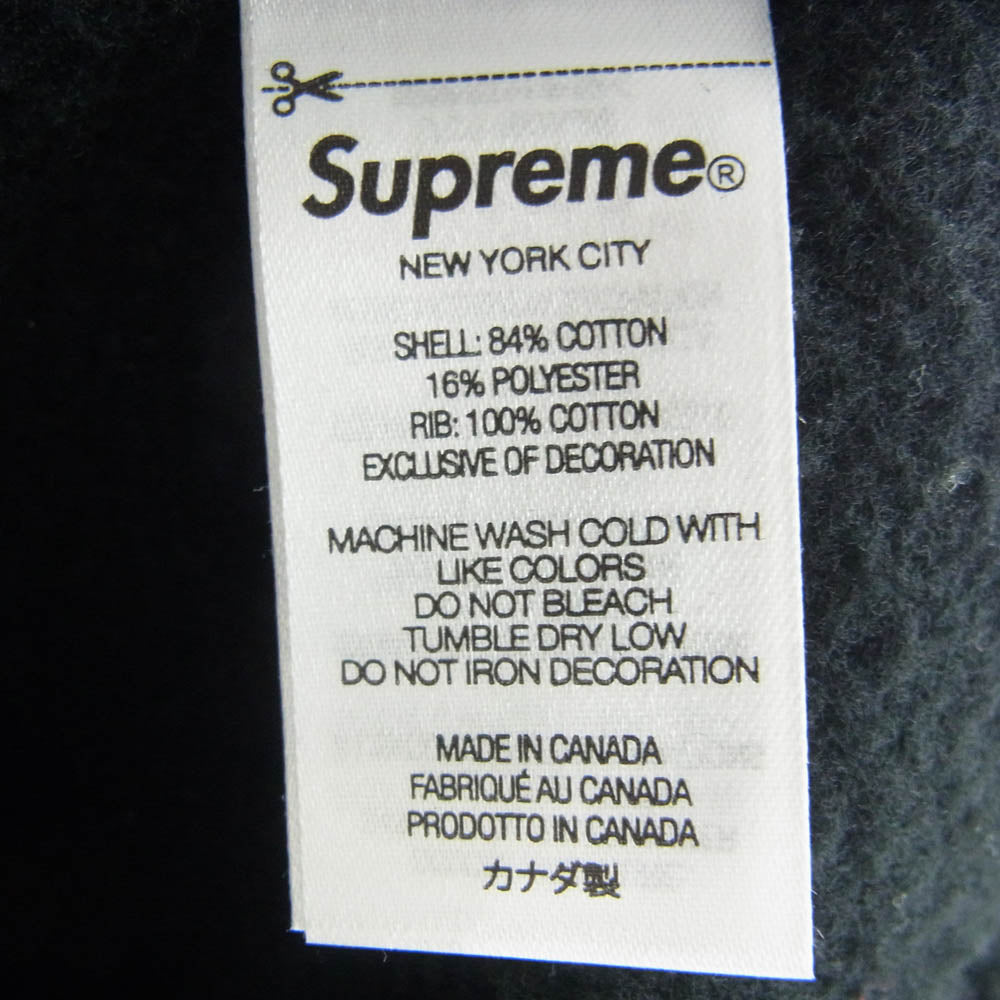 Supreme®
NEW YORK CITY
SHELL: 84% COTTON
16% POLYESTER
RIB: 100% COTTON
EXCLUSIVE OF DECORATION
MACHINE WASH COLD WITH
LIKE COLORS
DO NOT BLEACH
TUMBLE DRY LOW
DO NOT IRON DECORATION
MADE IN CANADA
FABRIQUÉ AU CANADA
PRODOTTO IN CANADA
カナダ製